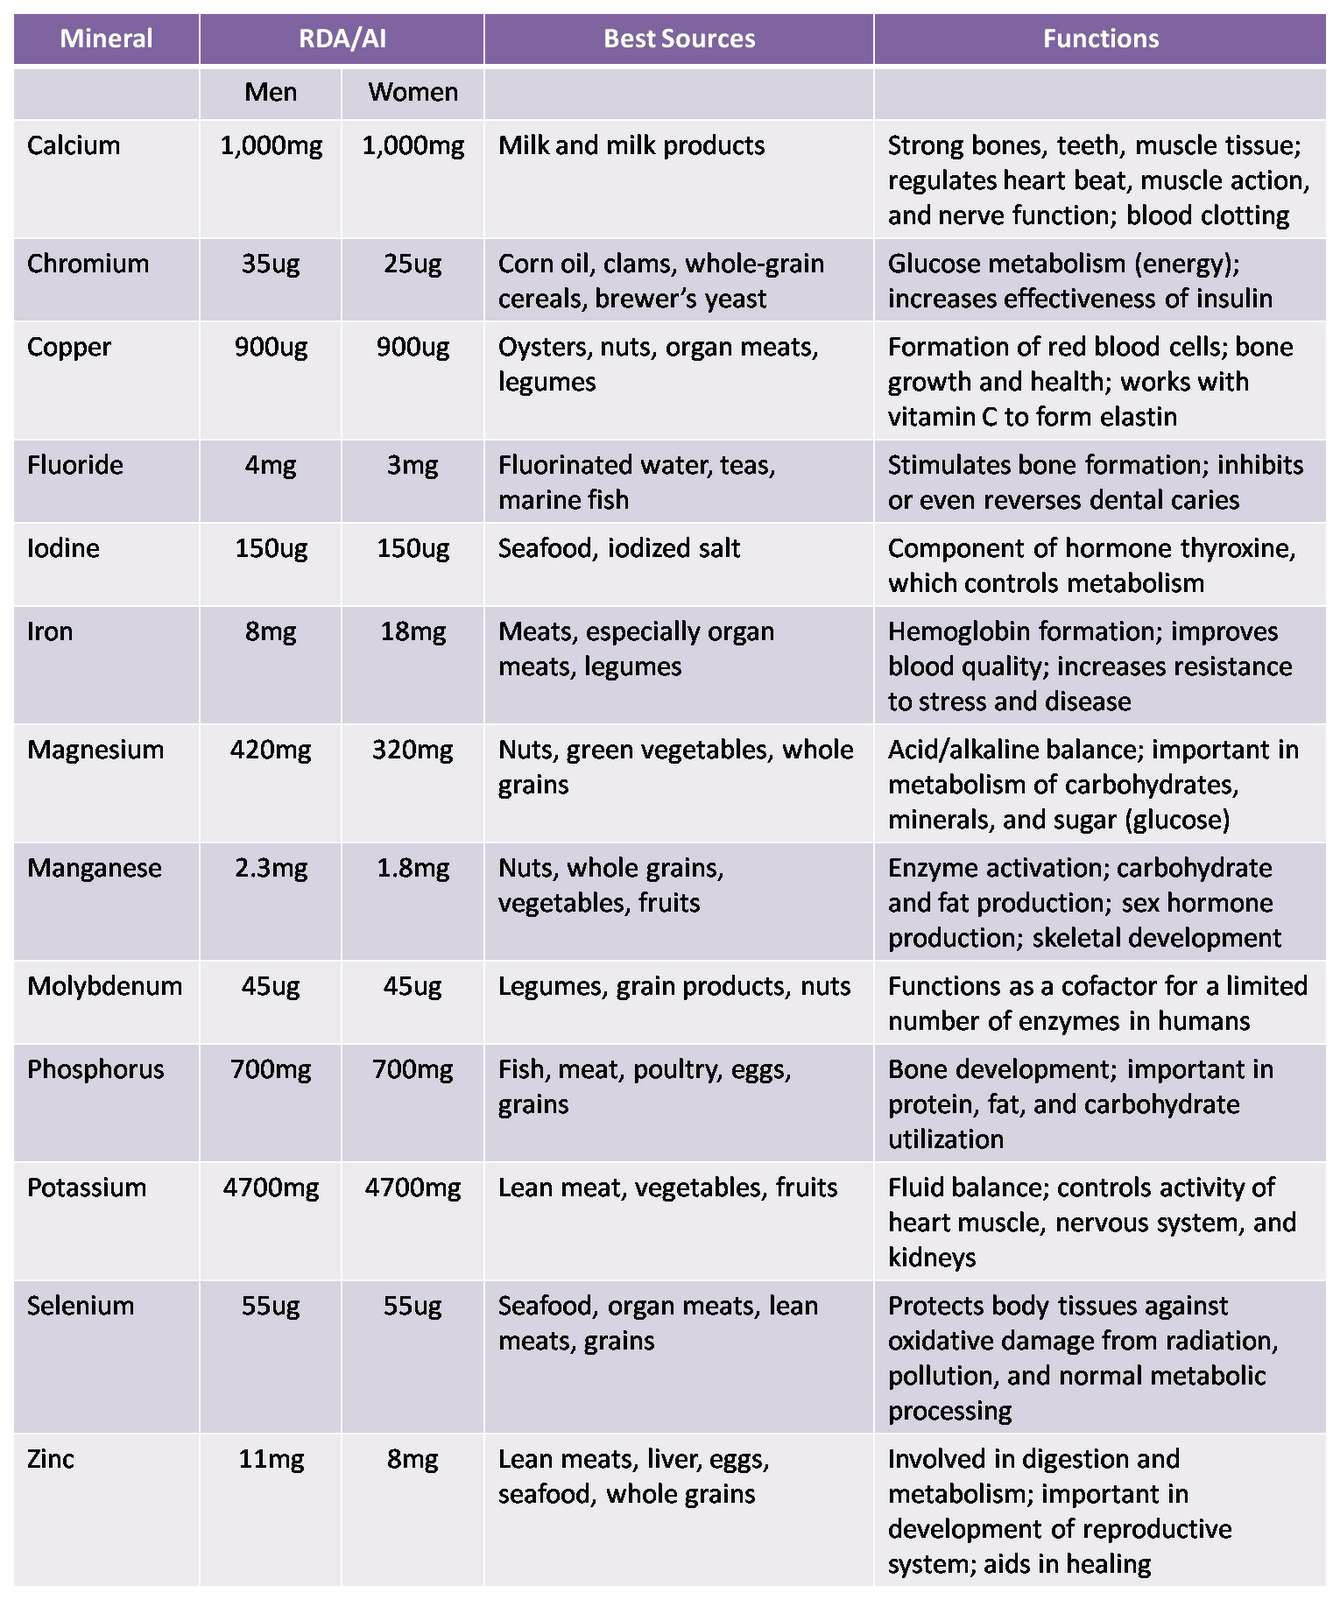 Mineral RDA/AI Best Sources Functions
Men Women
Calcium 1,000mg 1,000mg Milk and milk products Strong bones, teeth, muscle tissue;
regulates heart beat, muscle action,
and nerve function; blood clotting
Chromium 35ug 25ug Corn oil, clams, whole-grain Glucose metabolism (energy);
cereals, brewer’s yeast increases effectiveness of insulin
Copper 900ug 900ug Oysters, nuts, organ meats, Formation of red blood cells; bone
legumes growth and health; works with
vitamin C to form elastin
Fluoride 4mg 3mg Fluorinated water, teas, Stimulates bone formation; inhibits
marine fish or even reverses dental caries
Iodine 150ug 150ug Seafood, iodized salt Component of hormone thyroxine,
which controls metabolism
Iron 8mg 18mg Meats, especially organ Hemoglobin formation; improves
meats, legumes blood quality; increases resistance
to stress and disease
Magnesium 420mg 320mg Nuts, green vegetables, whole Acid/alkaline balance; important in
grains metabolism of carbohydrates,
minerals, and sugar (glucose)
Manganese 2.3mg 1.8mg Nuts, whole grains, Enzyme activation; carbohydrate
vegetables, fruits and fat production; sex hormone
production; skeletal development
Molybdenum 45ug 45ug Legumes, grain products, nuts Functions as a cofactor for a limited
number of enzymes in humans
Phosphorus 700mg 700mg Fish, meat, poultry, eggs, Bone development; important in
grains protein, fat, and carbohydrate
utilization
Potassium 4700mg 4700mg Lean meat, vegetables, fruits Fluid balance; controls activity of
heart muscle, nervous system, and
kidneys
Selenium 55ug 55ug Seafood, organ meats, lean Protects body tissues against
meats, grains oxidative damage from radiation,
pollution, and normal metabolic
processing
Zinc 11mg 8mg Lean meats, liver, eggs, Involved in digestion and
seafood, whole grains metabolism; important in
development of reproductive
system; aids in healing